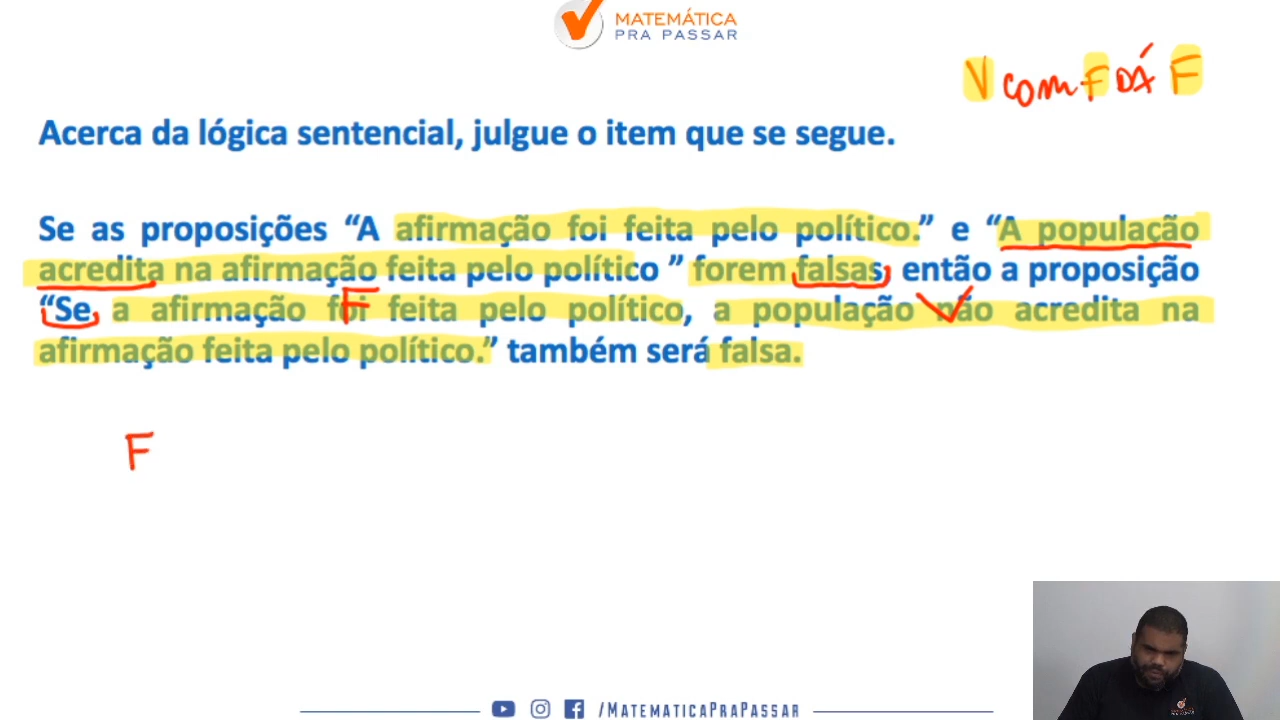 MATEMÁTICA
PRA PASSAR
V com F DÁ F
Acerca da lógica sentencial, julgue o item que se segue.
Se as proposições “A afirmação foi feita pelo político.” e “A população
acredita na afirmação feita pelo político ” forem falsas, então a proposição
“Se, a afirmação foi feita pelo político, a população não acredita na
afirmação feita pelo político.” também será falsa.
F
V
F
/MATEMATICAPRAPASSAR